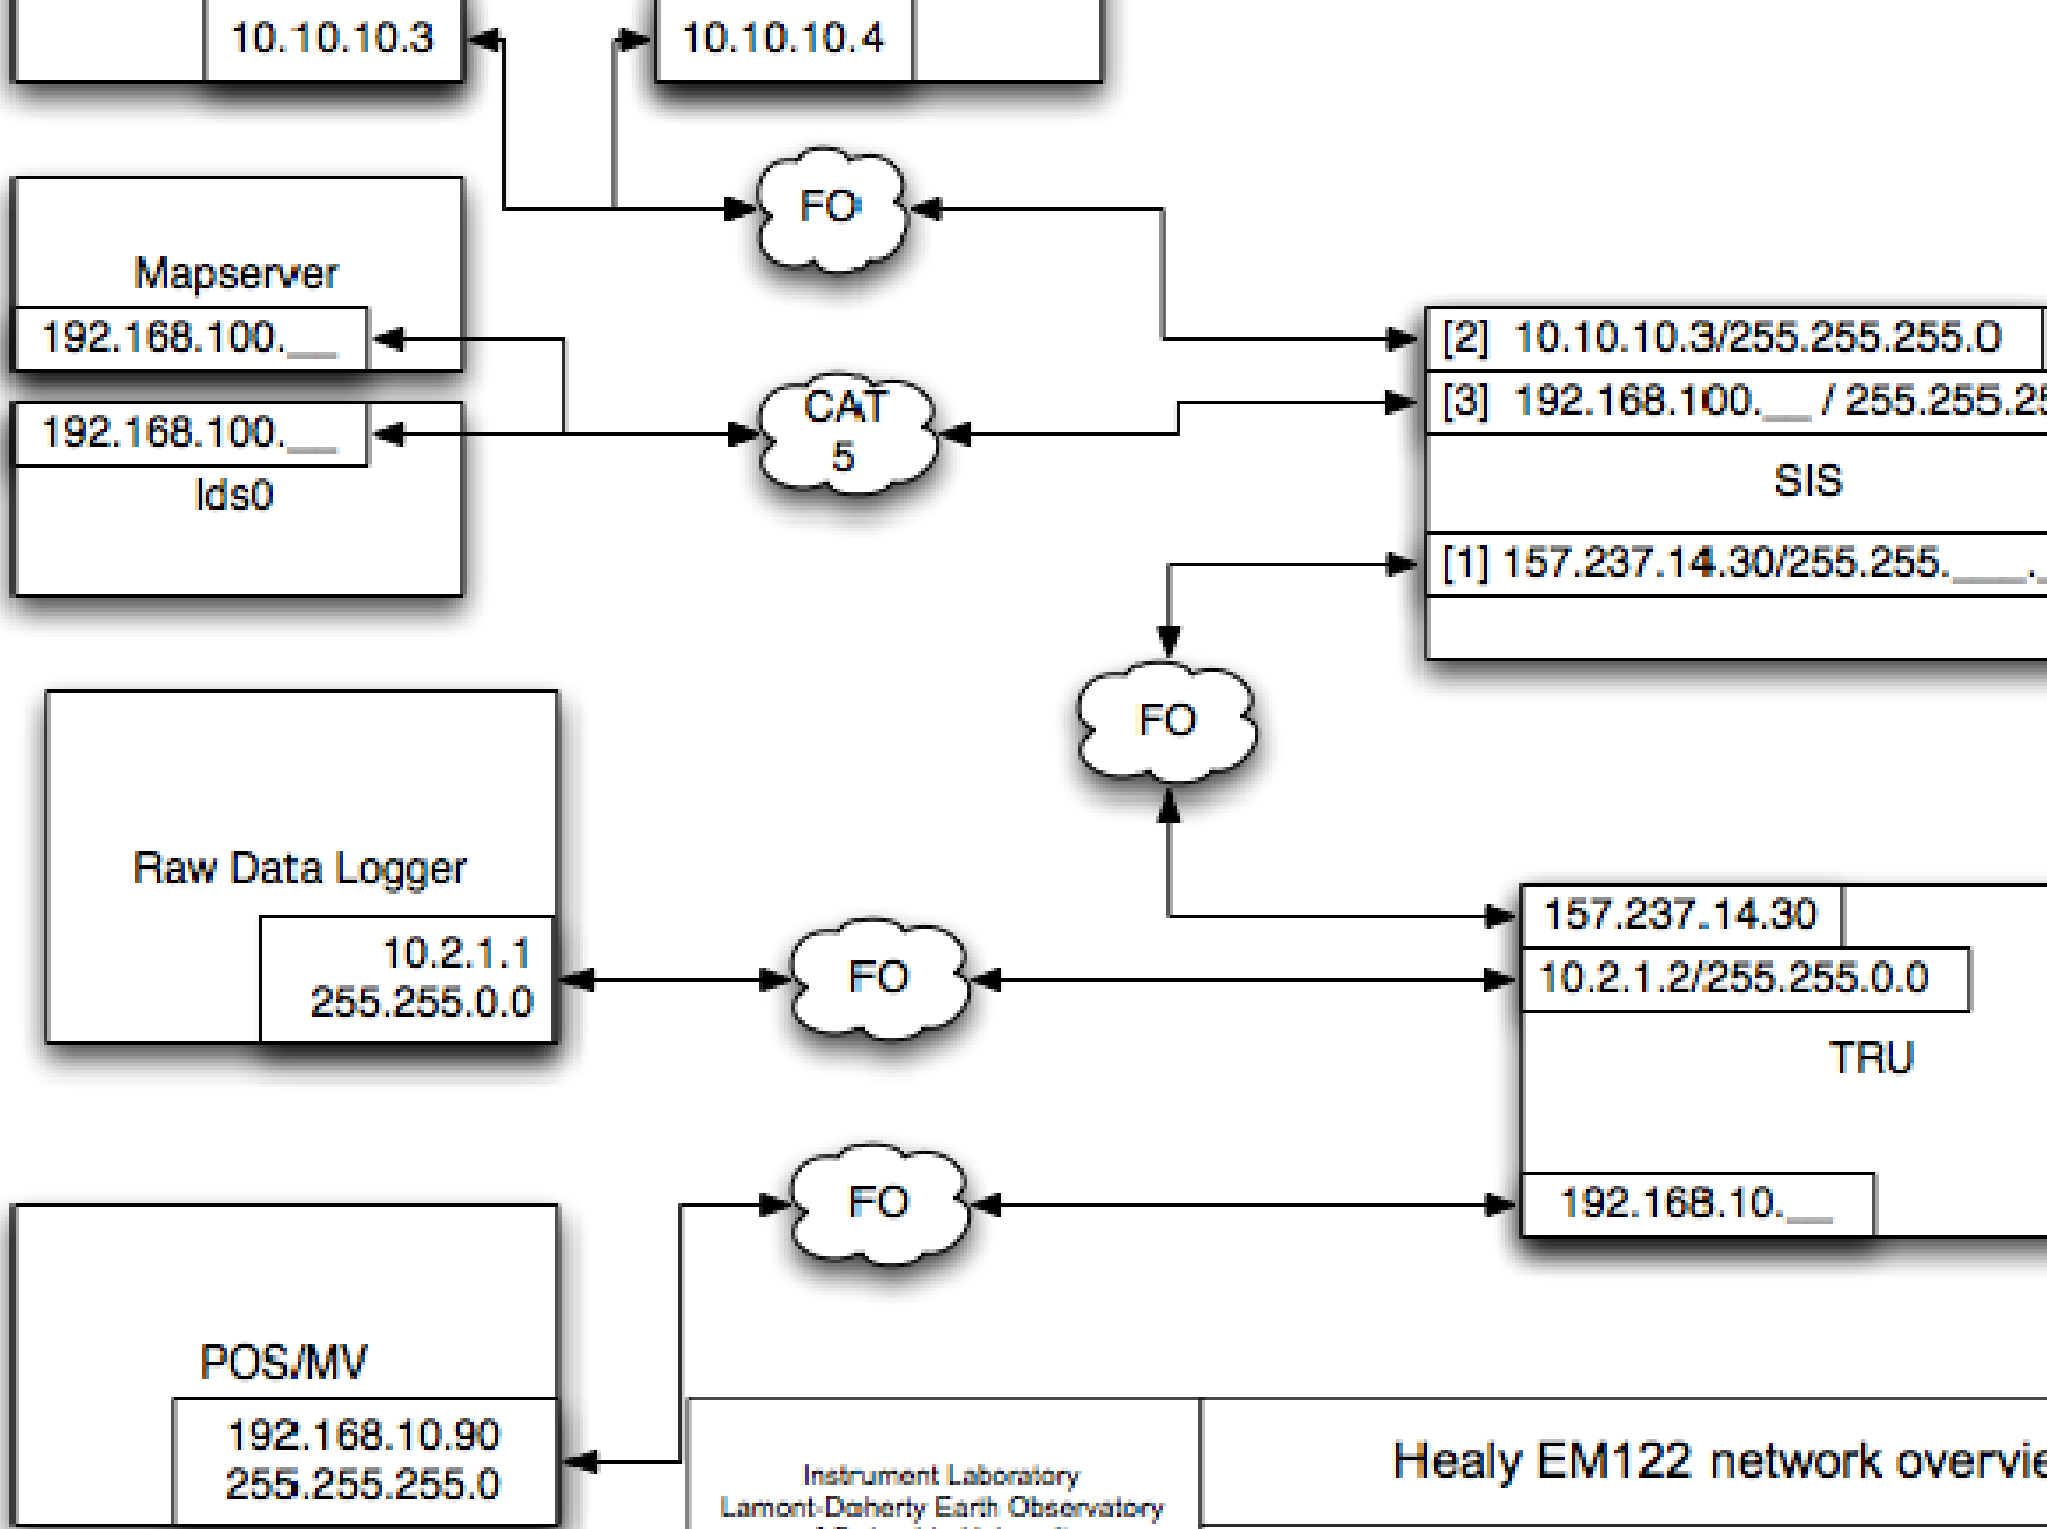 10.10.10.3
10.10.10.4
FO
Mapserver
192.168.100.__
[2] 10.10.10.3/255.255.255.0
CAT
5
[3] 192.168.100.__ / 255.255.25
192.168.100.__
lds0
SIS
[1] 157.237.14.30/255.255.___._
FO
Raw Data Logger
10.2.1.1
255.255.0.0
FO
157.237.14.30
10.2.1.2/255.255.0.0
TRU
FO
192.168.10.__
POS/MV
192.168.10.90
255.255.255.0
Instrument Laboratory
Lamont-Doherty Earth Observatory
Healy EM122 network overvie